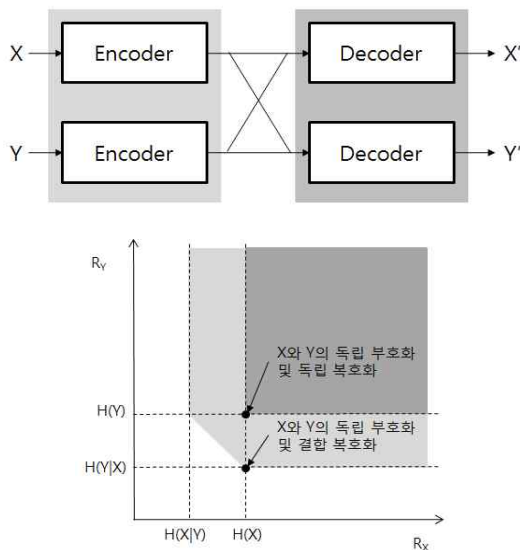 X Encoder Decoder X'
Y Encoder Decoder Y'
R_Y
X와 Y의 독립 부호화
및 독립 복호화
H(Y)
X와 Y의 독립 부호화
및 결합 복호화
H(Y|X)
H(X|Y) H(X)
R_X